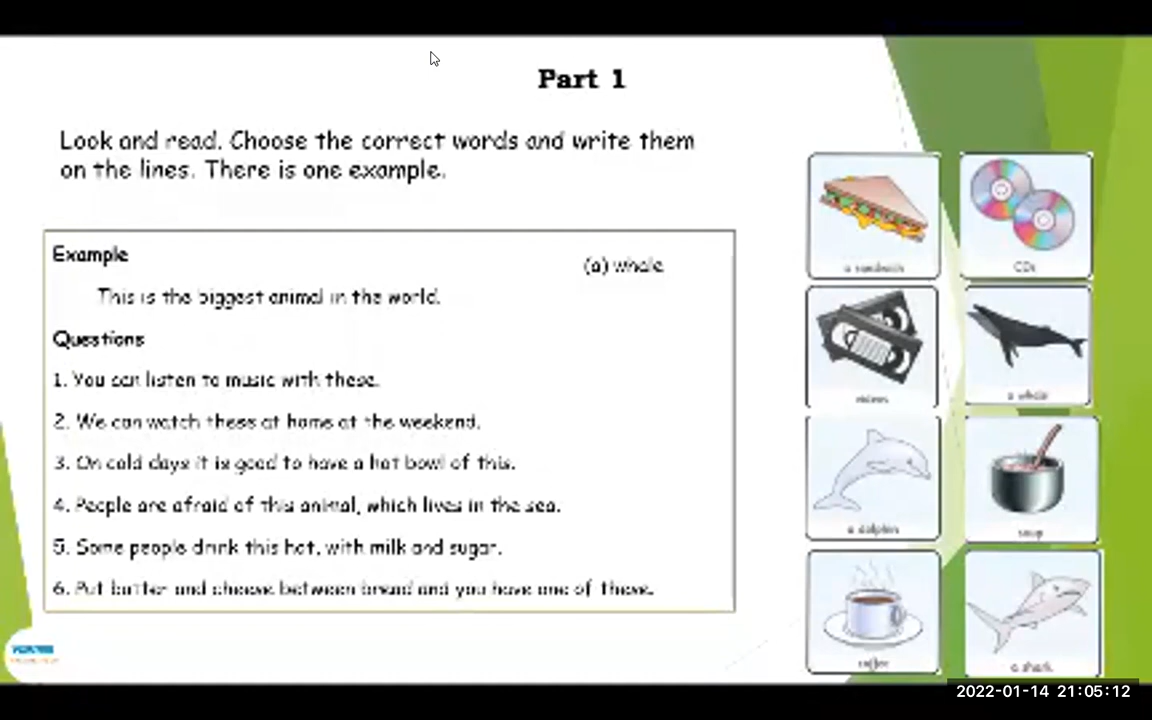 Part 1
Look and read. Choose the correct words and write them
on the lines. There is one example.
Example
(a) whale
This is the biggest animal in the world.
Questions
1. You can listen to music with these.
2. We can watch these at home at the weekend.
3. On cold days it is good to have a hot bowl of this.
4. People are afraid of this animal, which lives in the sea.
5. Some people drink this hot, with milk and sugar.
6. Put butter and cheese between bread and you have one of these.
a sandwich
CDs
videos
a whale
a dolphin
soup
coffee
a shark
2022-01-14 21:05:12